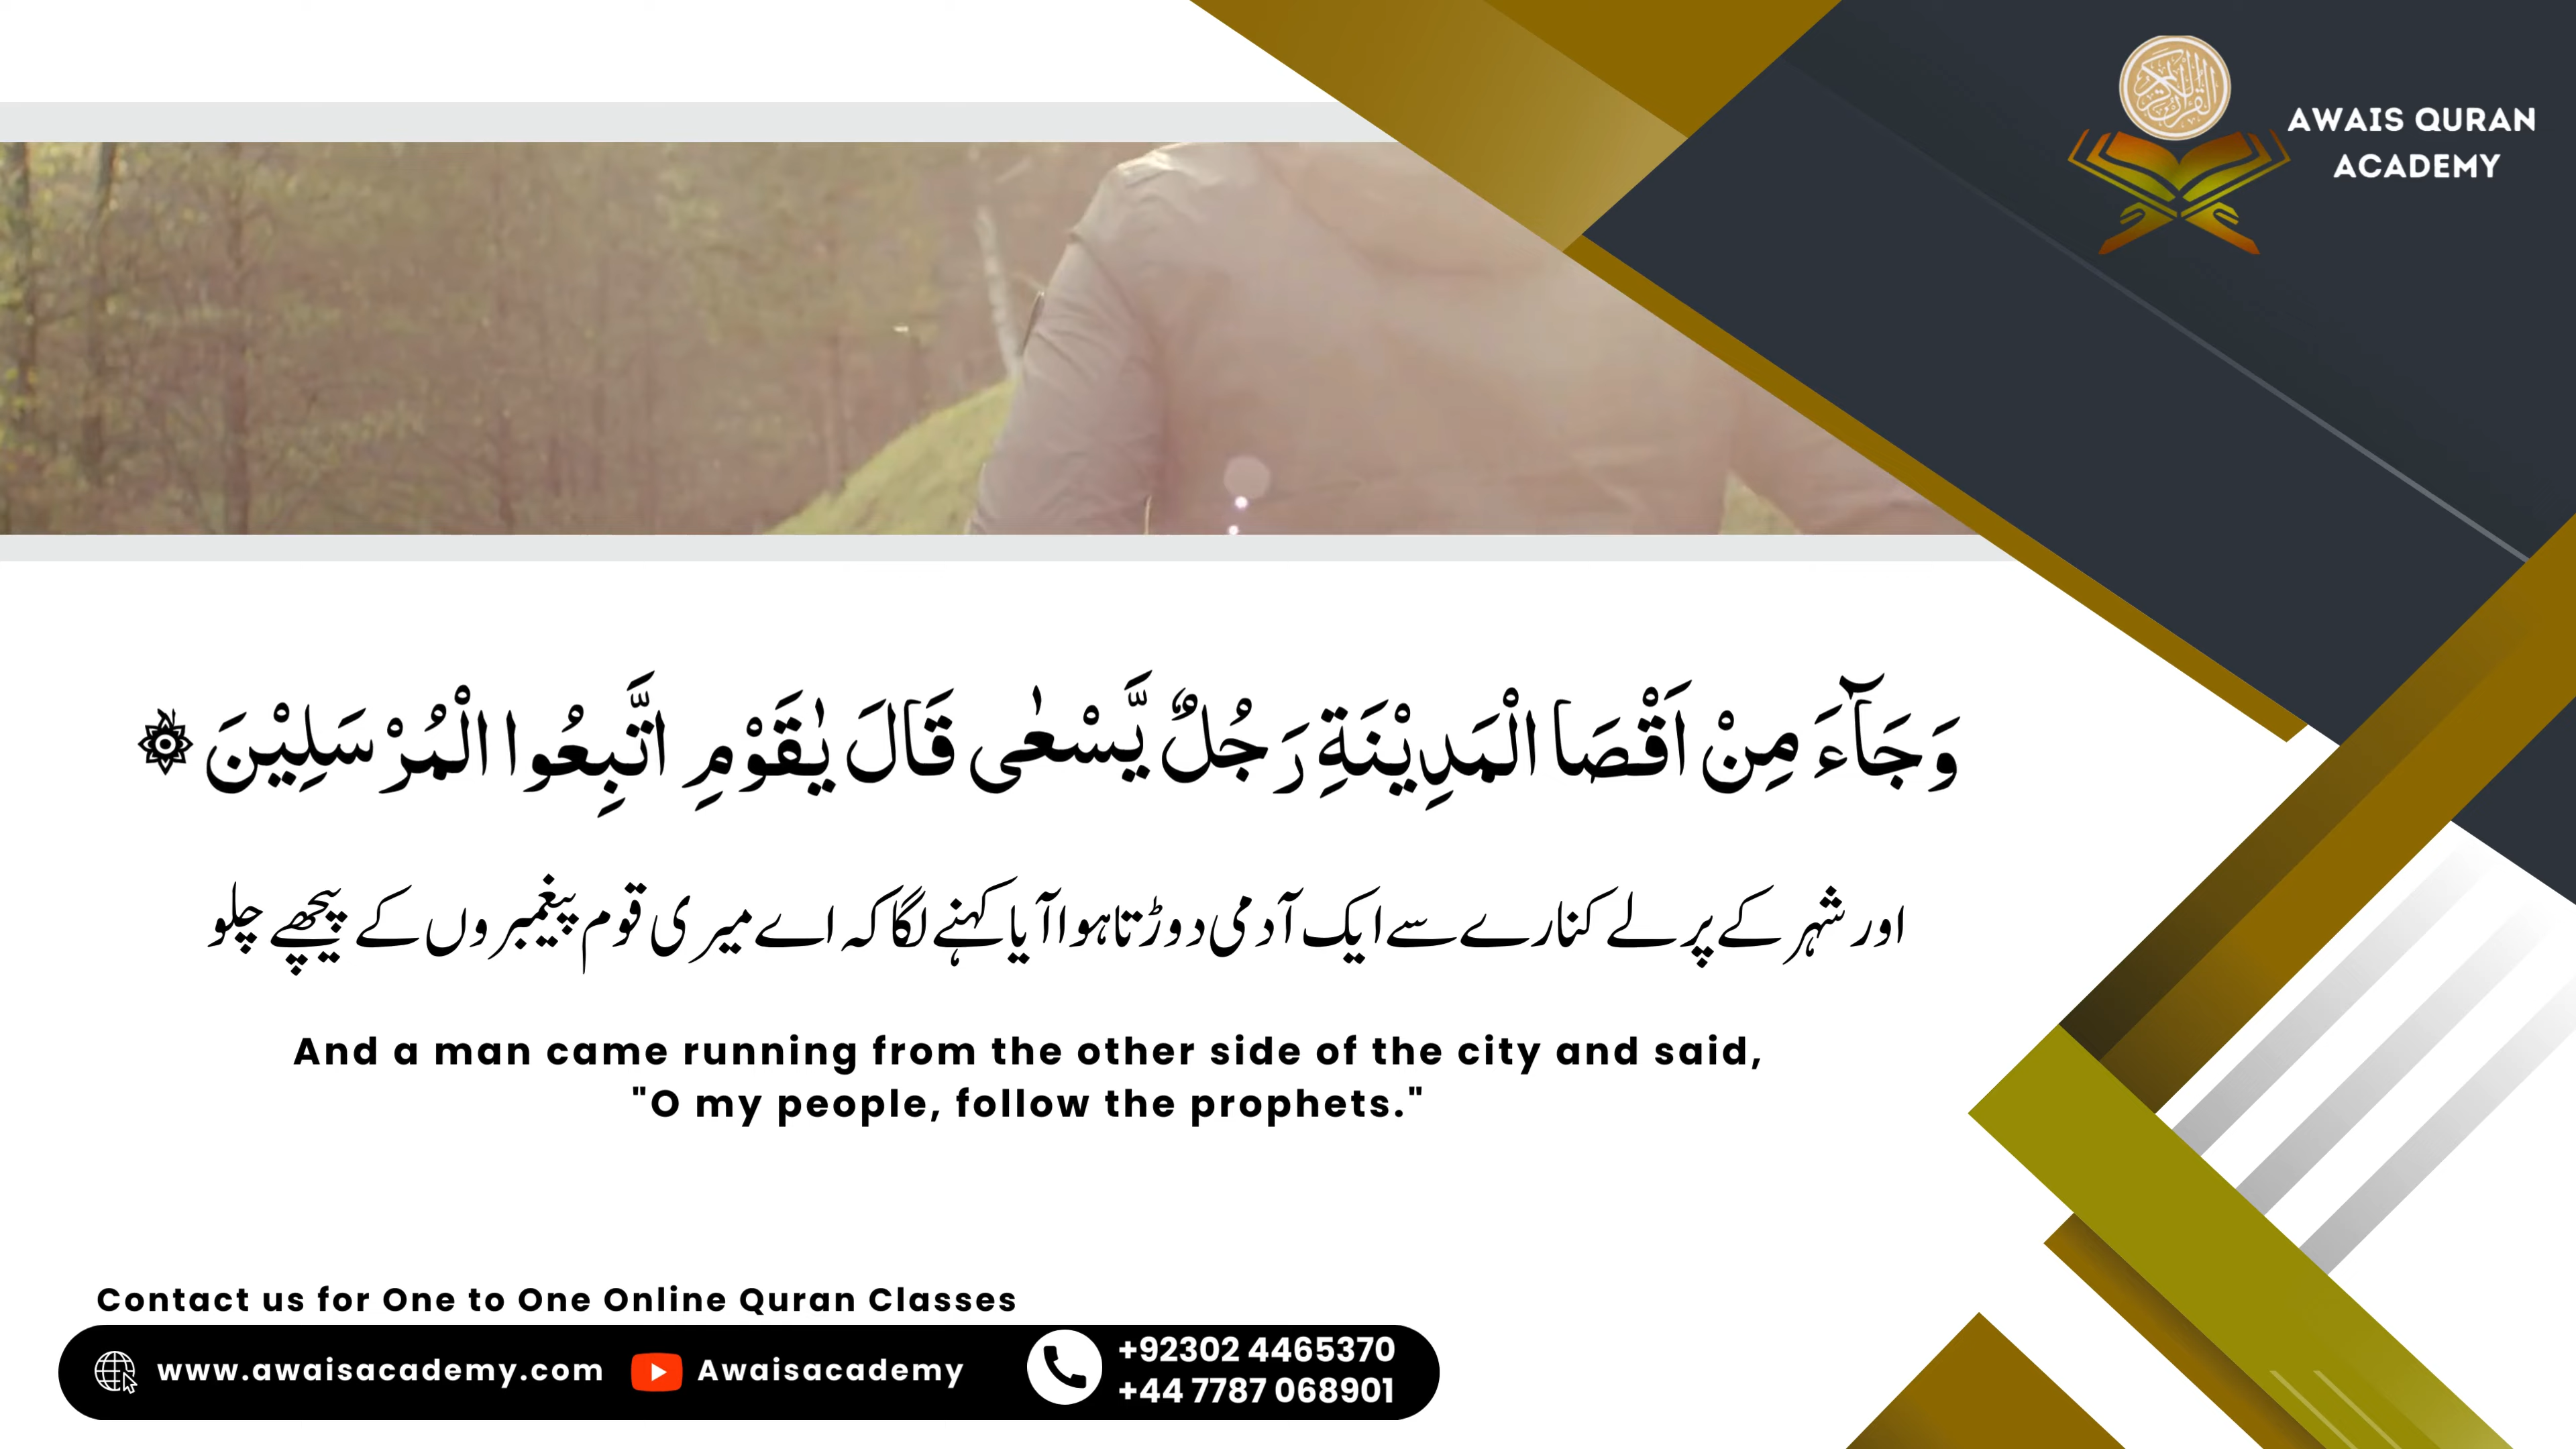 AWAIS QURAN
ACADEMY
وَجَآءَ مِنْ اَقْصَا الْمَدِيْنَةِ رَجُلٌ يَّسْعٰى قَالَ يٰقَوْمِ اتَّبِعُوا الْمُرْسَلِيْنَ
اور شہر کے پرلے کنارے سے ایک آدمی دوڑتا ہوا آیا کہنے لگا کہ اے میری قوم پیغمبروں کے پیچھے چلو
And a man came running from the other side of the city and said,
"O my people, follow the prophets."
Contact us for One to One Online Quran Classes
www.awaisacademy.com
Awaisacademy
+92302 4465370
+44 7787 068901